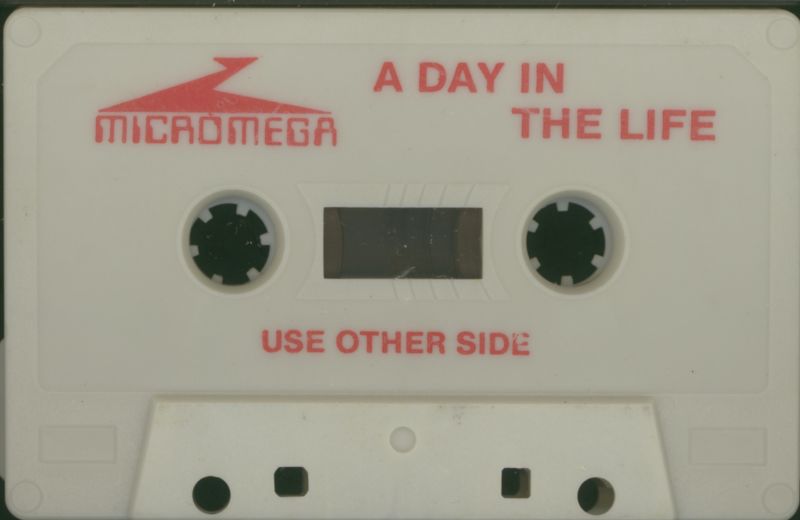 MICROMEGA
A DAY IN
THE LIFE
USE OTHER SIDE